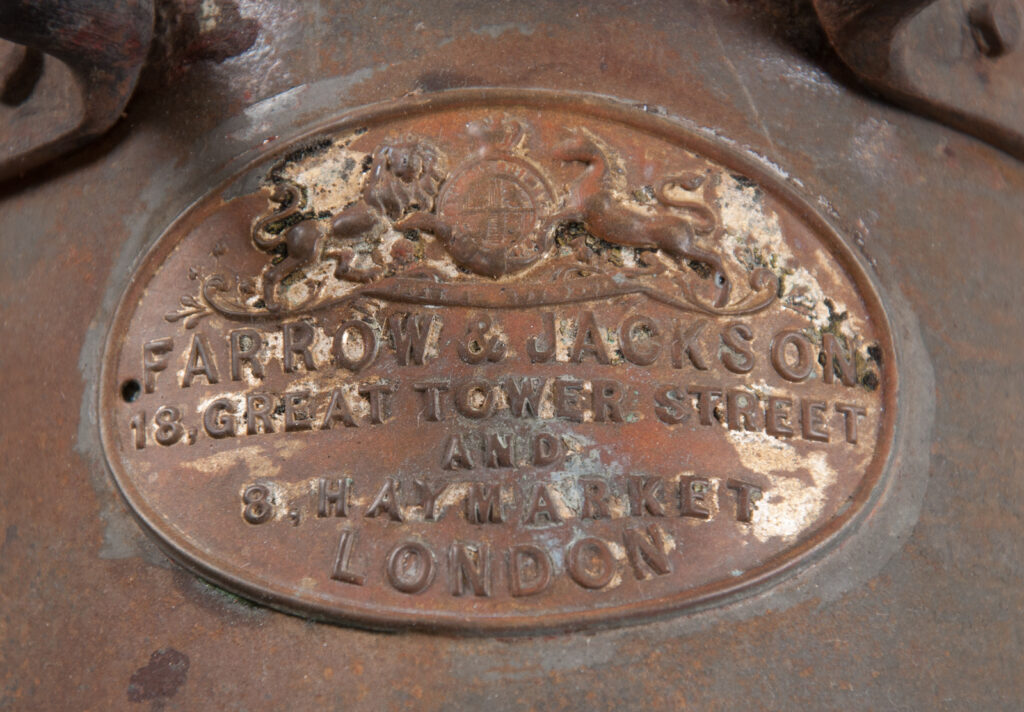 FARROW & JACKSON
18, GREAT TOWER STREET
AND
8, HAYMARKET
LONDON